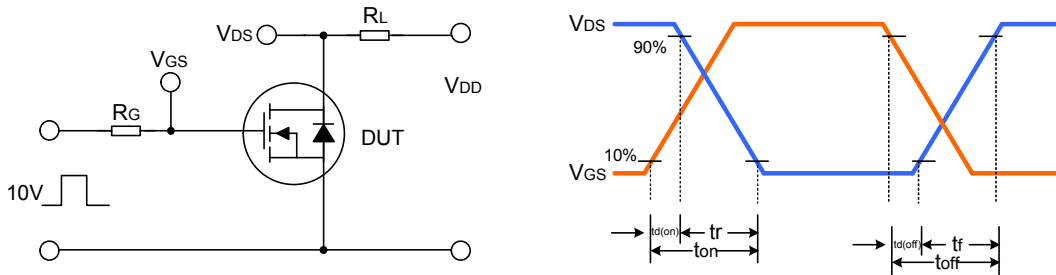 RL
VDS
VGS
VDD
RG
DUT
10V
VDS
90%
10%
VGS
td(on)
tr
ton
td(off)
tf
toff